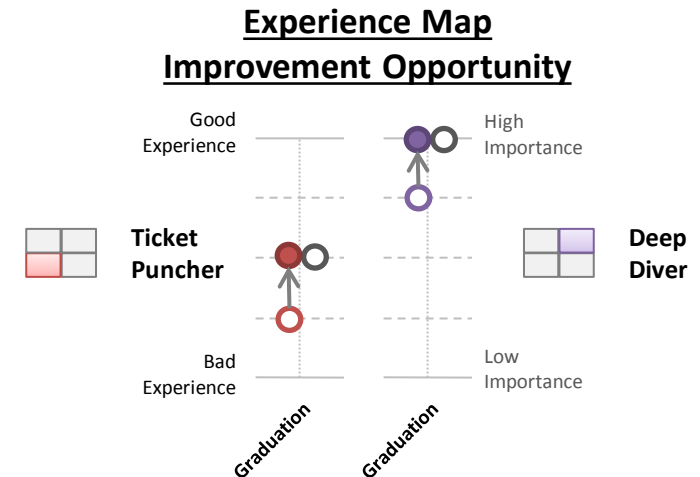 Experience Map
Improvement Opportunity
Good
Experience
High
Importance
Ticket
Puncher
Deep
Diver
Bad
Experience
Low
Importance
Graduation
Graduation